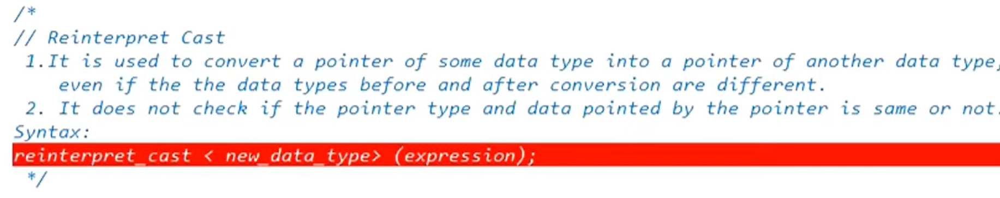 /*
// Reinterpret Cast
1.It is used to convert a pointer of some data type into a pointer of another data type,
even if the the data types before and after conversion are different.
2. It does not check if the pointer type and data pointed by the pointer is same or not.
Syntax:
reinterpret_cast < new_data_type> (expression);
*/